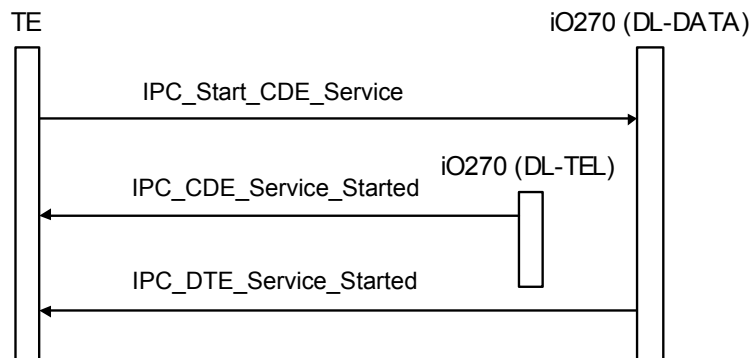 TE
iO270 (DL-DATA)
IPC_Start_CDE_Service
iO270 (DL-TEL)
IPC_CDE_Service_Started
IPC_DTE_Service_Started